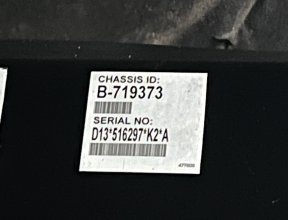 CHASSIS ID:
B-719373
SERIAL NO:
D13*516297*K2*A